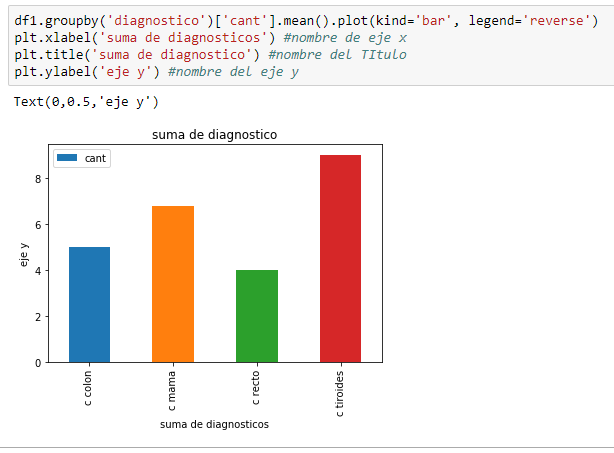 df1.groupby('diagnostico')['cant'].mean().plot(kind='bar', legend='reverse')
plt.xlabel('suma de diagnosticos') #nombre de eje x
plt.title('suma de diagnostico') #nombre del TItulo
plt.ylabel('eje y') #nombre del eje y
Text(0,0.5,'eje y')
suma de diagnostico
cant
8
6
4
2
0
eje y
c colon
c mama
c recto
c tiroides
suma de diagnosticos